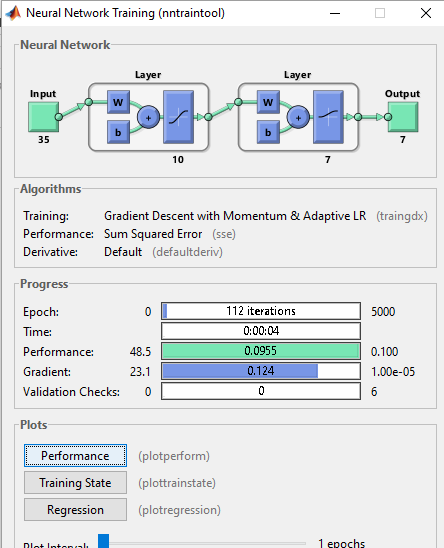 Neural Network Training (nntraintool)
Neural Network
Layer Layer
Input Output
W W
b + b +
35 7
10 7
Algorithms
Training: Gradient Descent with Momentum & Adaptive LR (traingdx)
Performance: Sum Squared Error (sse)
Derivative: Default (defaultderiv)
Progress
Epoch: 0 112 iterations 5000
Time: 0:00:04
Performance: 48.5 0.0955 0.100
Gradient: 23.1 0.124 1.00e-05
Validation Checks: 0 0 6
Plots
Performance (plotperform)
Training State (plottrainstate)
Regression (plotregression)
Plot Interval: 1 epochs